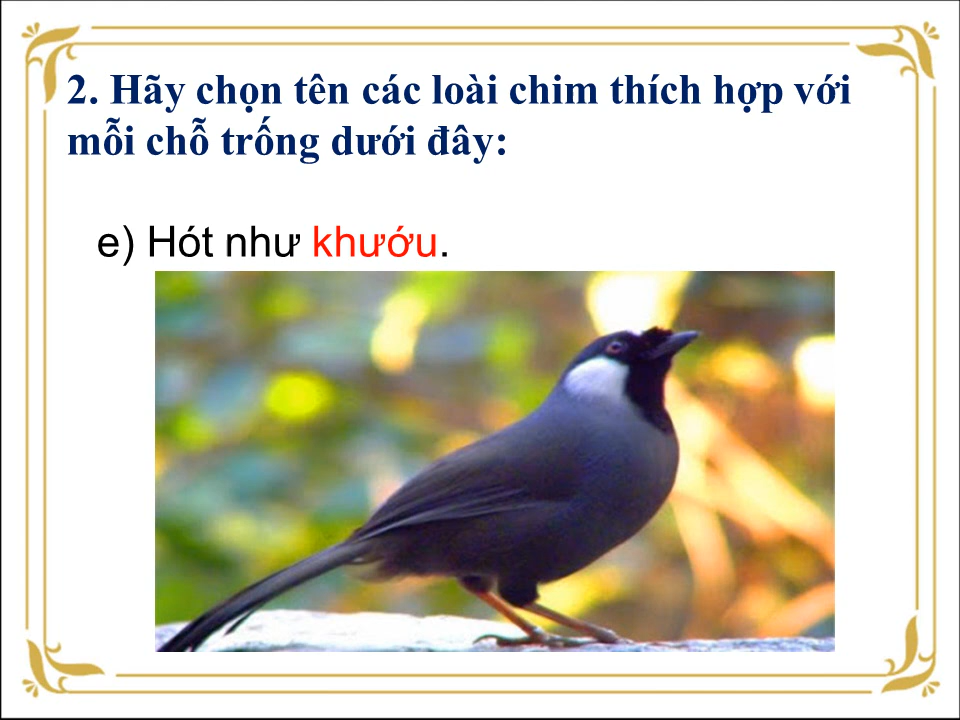 2. Hãy chọn tên các loài chim thích hợp với
mỗi chỗ trống dưới đây:
e) Hót như khướu.